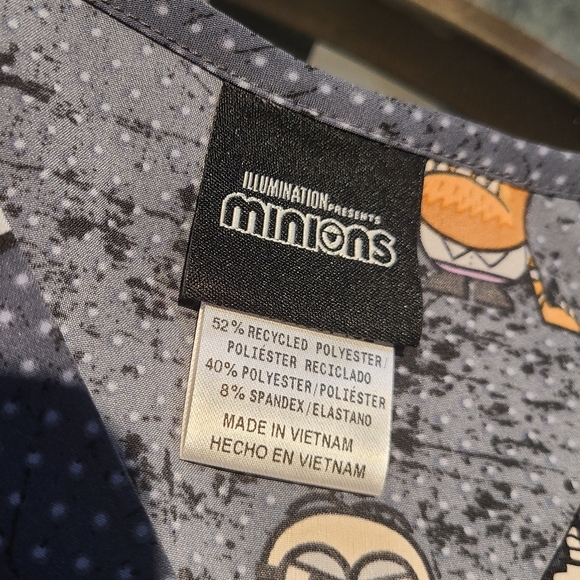 ILLUMINATION PRESENTS
minions
52% RECYCLED POLYESTER/
POLIÉSTER RECICLADO
40% POLYESTER/POLIÉSTER
8% SPANDEX/ELASTANO
MADE IN VIETNAM
HECHO EN VIETNAM